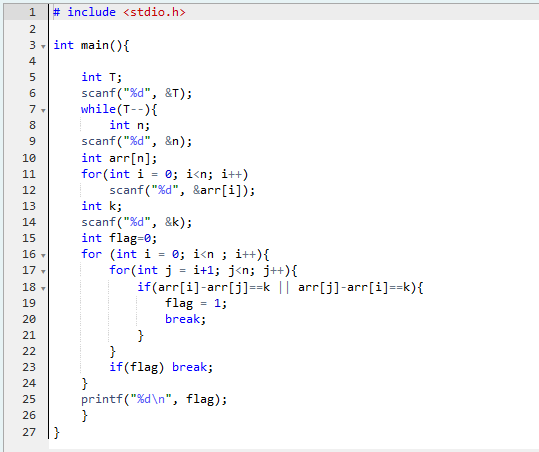 1 # include <stdio.h>
2
3 int main(){
4
5     int T;
6     scanf("%d", &T);
7     while(T--){
8         int n;
9     scanf("%d", &n);
10     int arr[n];
11     for(int i = 0; i<n; i++)
12         scanf("%d", &arr[i]);
13     int k;
14     scanf("%d", &k);
15     int flag=0;
16     for (int i = 0; i<n ; i++){
17         for(int j = i+1; j<n; j++){
18             if(arr[i]-arr[j]==k || arr[j]-arr[i]==k){
19                 flag = 1;
20                 break;
21             }
22         }
23         if(flag) break;
24     }
25     printf("%d\n", flag);
26     }
27 }